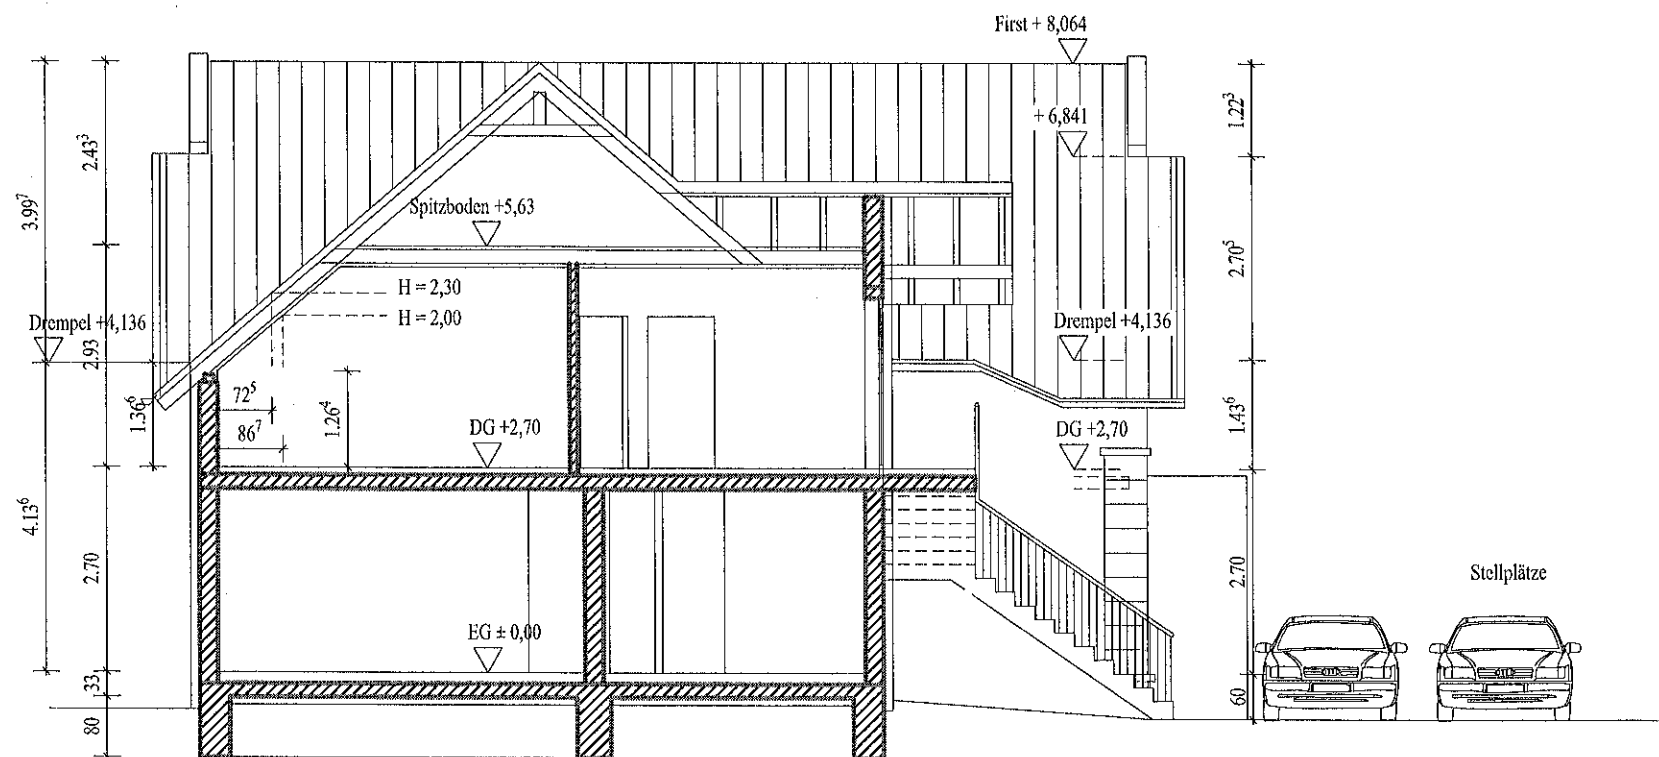 First + 8,064
+ 6,841
1.22³
2.43³
3.99⁷
Spitzboden +5,63
2.70⁵
H = 2,30
H = 2,00
Drempel +4,136
Drempel +4,136
2.93
72⁵
86⁷
1.36⁶
1.26⁴
1.43⁶
DG +2,70
DG +2,70
4.13⁶
2.70
2.70
Stellplätze
EG ± 0,00
33
60
80